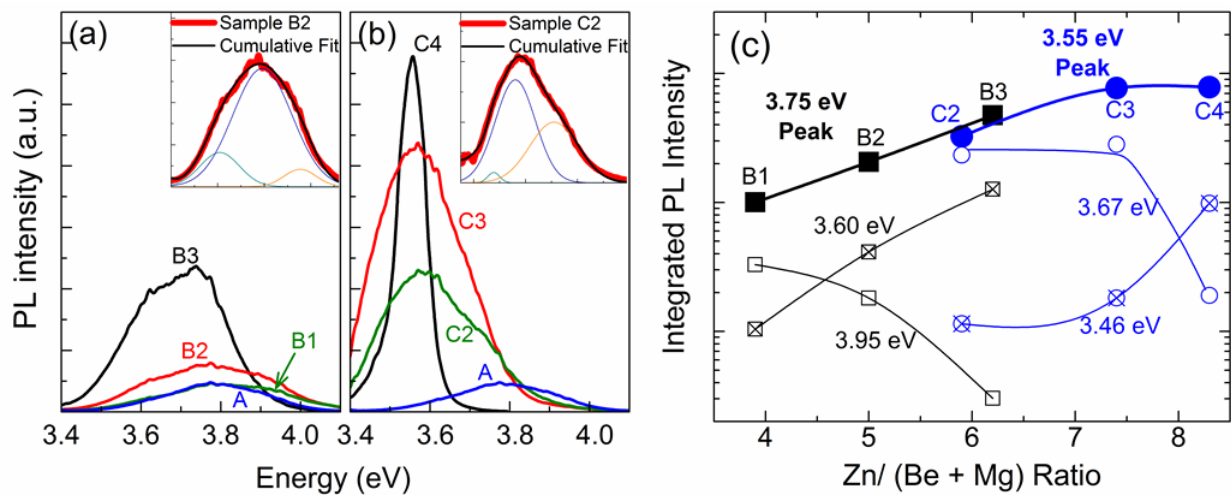 (a)
Sample B2
Cumulative Fit
B3
B2
B1
A
(b)
C4
Sample C2
Cumulative Fit
C3
C2
A
PL intensity (a.u.)
3.4 3.6 3.8 4.0
3.4 3.6 3.8 4.0
Energy (eV)
(c)
3.55 eV
Peak
3.75 eV
Peak
B1
B2
B3
C2
C3
C4
3.60 eV
3.67 eV
3.95 eV
3.46 eV
Integrated PL Intensity
4 5 6 7 8
Zn/ (Be + Mg) Ratio